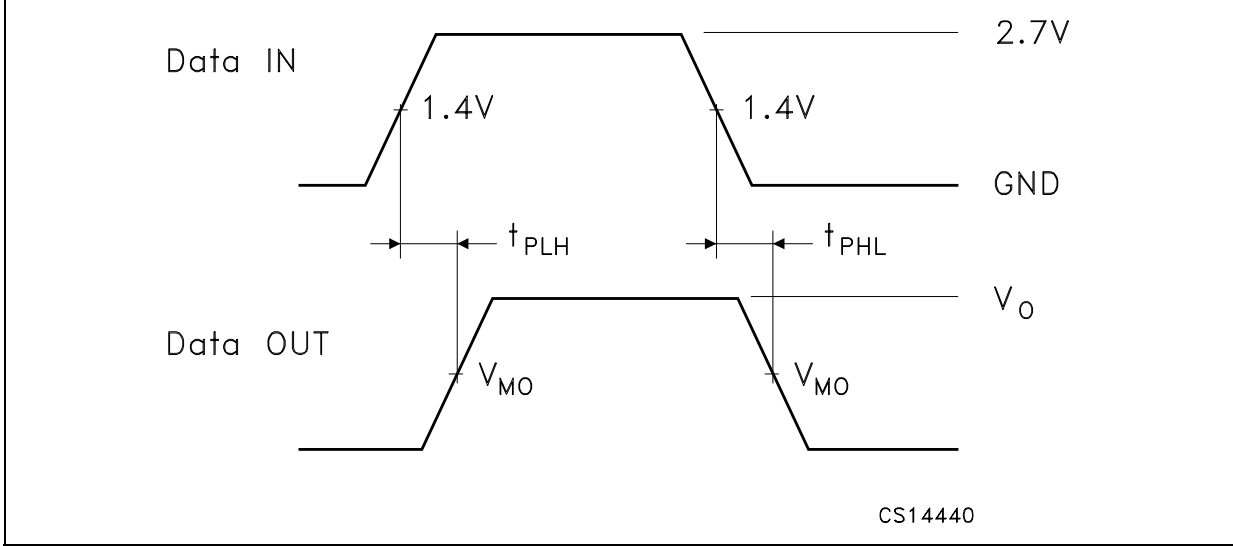 2.7V
Data IN
1.4V 1.4V
GND
tPLH tPHL
VO
Data OUT
VMO VMO
CS14440